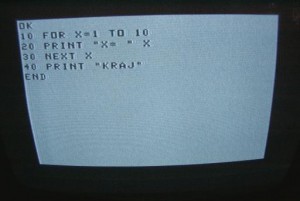 OK
10 FOR X=1 TO 10
20 PRINT "X= " X
30 NEXT X
40 PRINT "KRAJ"
END